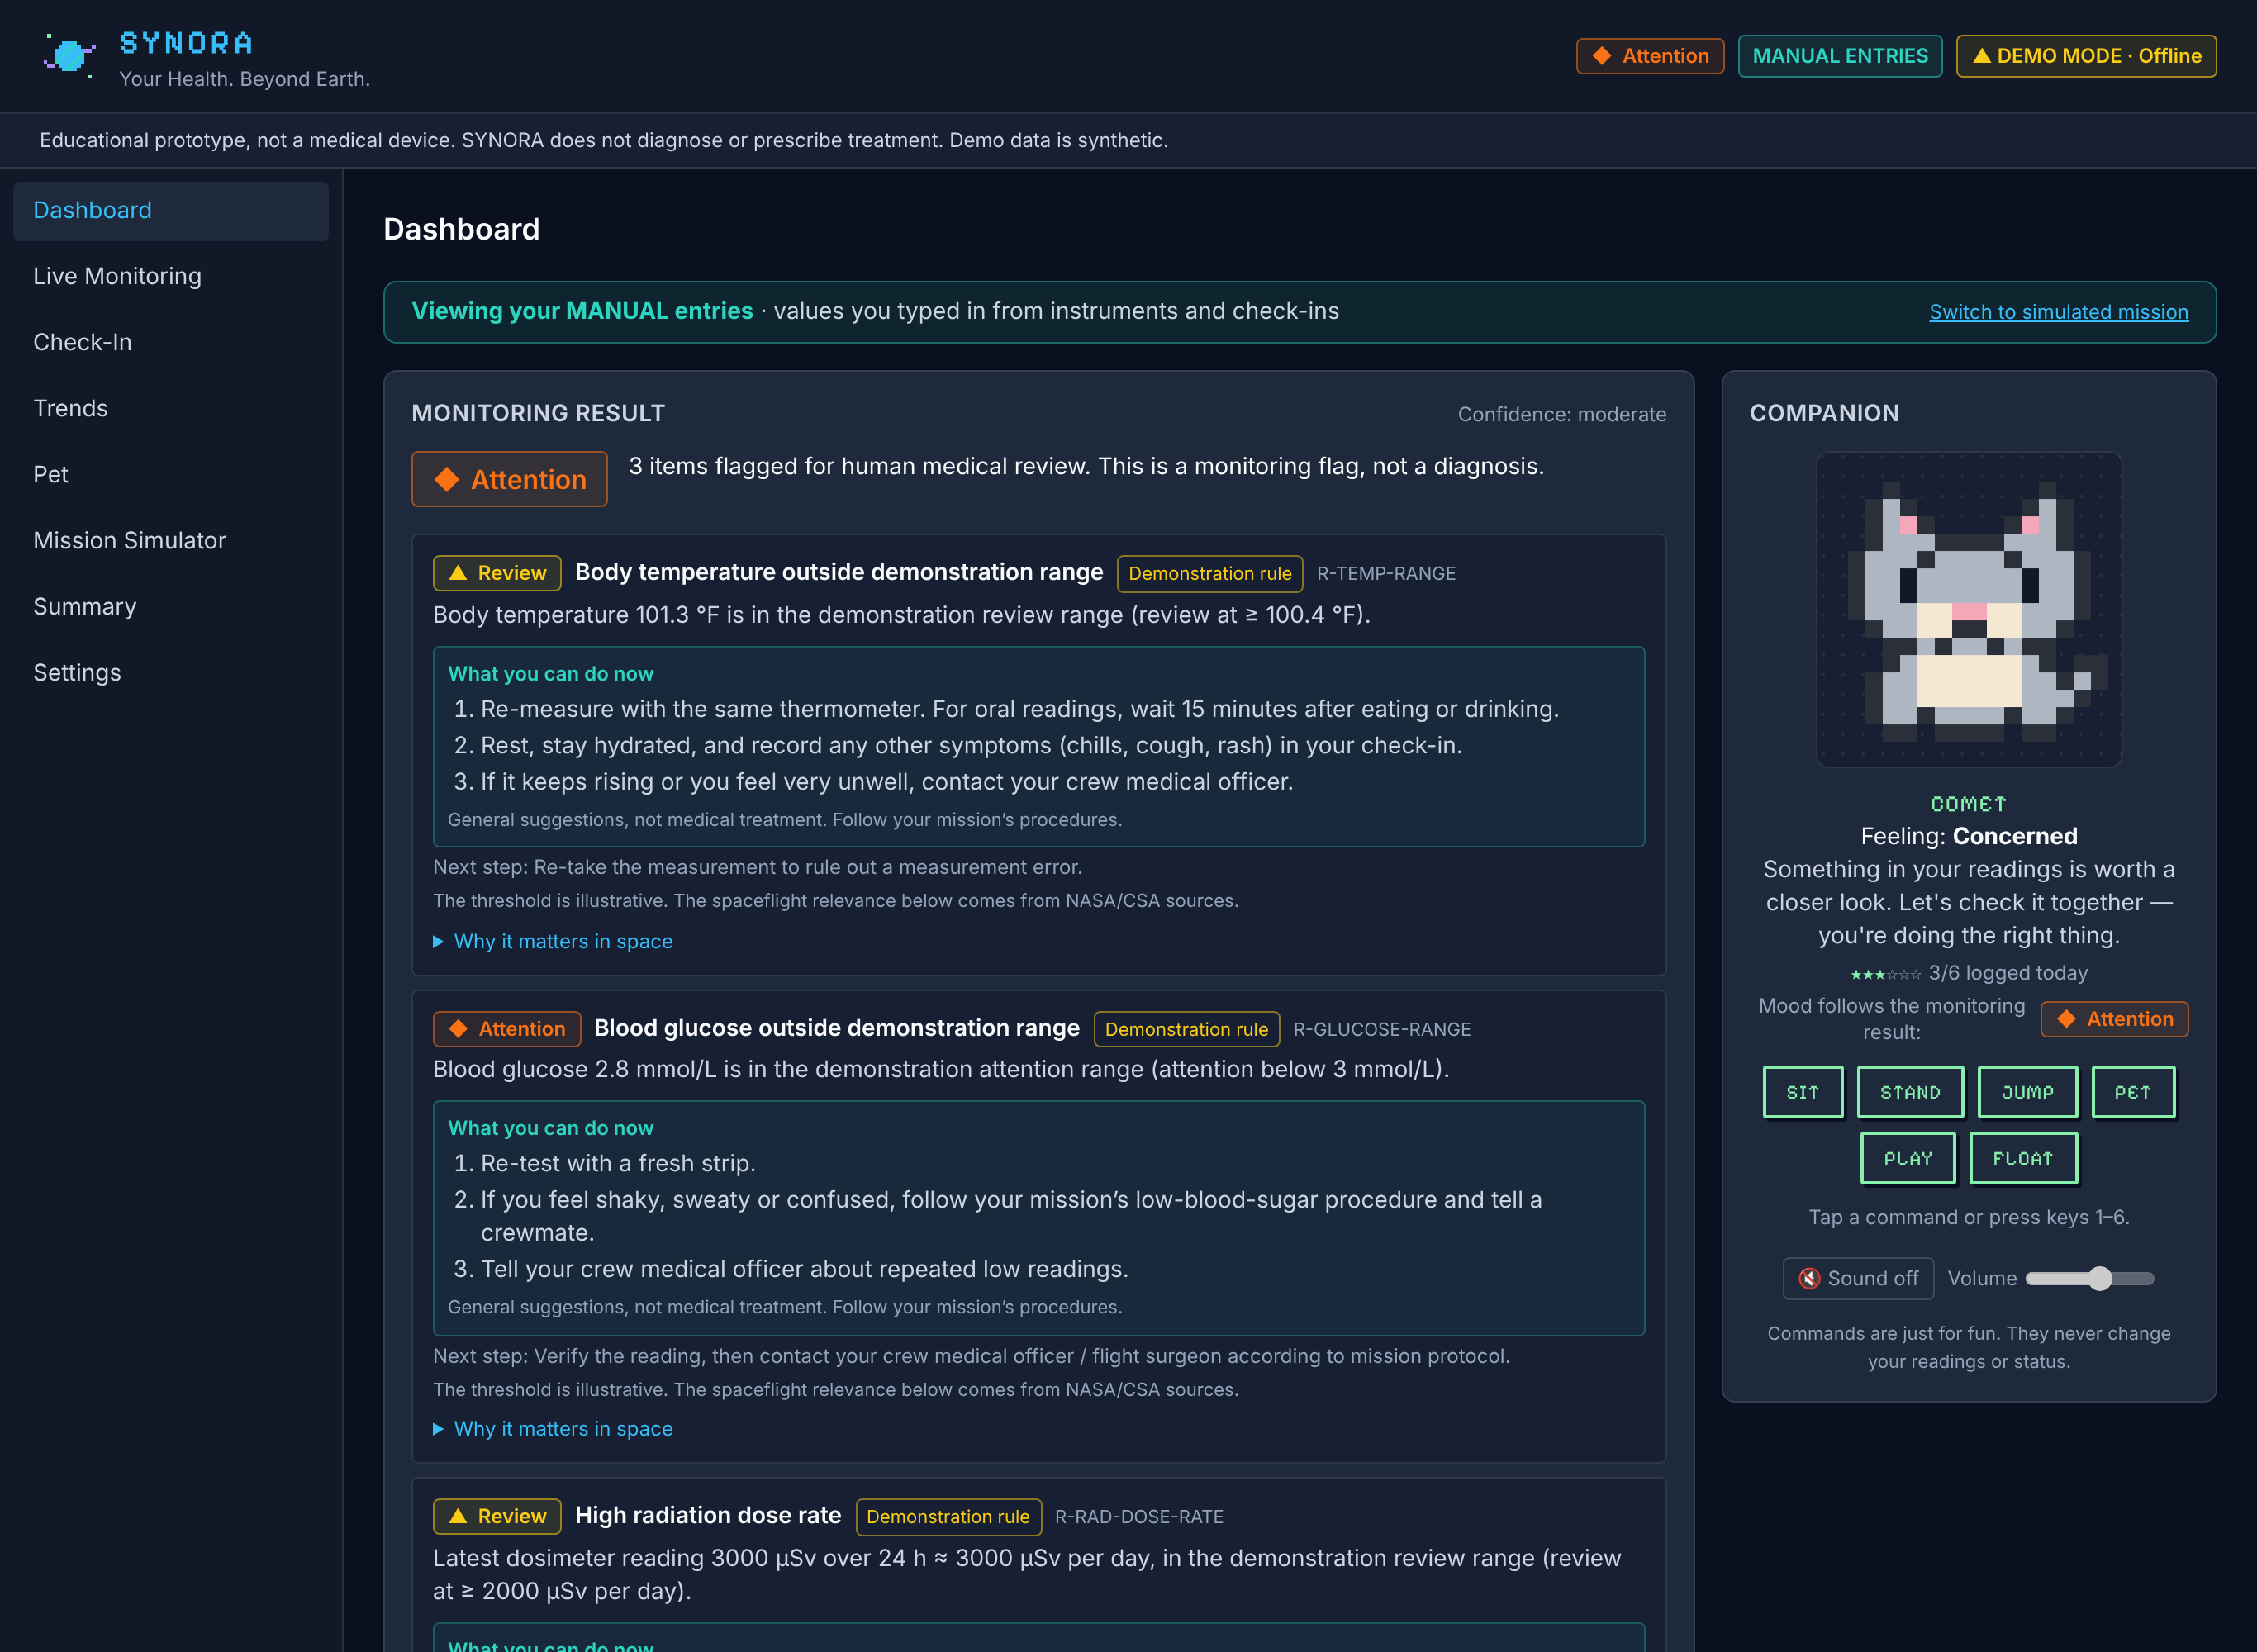 SYNORA
Your Health. Beyond Earth.
◆ Attention
MANUAL ENTRIES
▲ DEMO MODE · Offline
Educational prototype, not a medical device. SYNORA does not diagnose or prescribe treatment. Demo data is synthetic.
Dashboard
Live Monitoring
Check-In
Trends
Pet
Mission Simulator
Summary
Settings
Dashboard
Viewing your MANUAL entries · values you typed in from instruments and check-ins
Switch to simulated mission
MONITORING RESULT
Confidence: moderate
◆ Attention
3 items flagged for human medical review. This is a monitoring flag, not a diagnosis.
▲ Review Body temperature outside demonstration range Demonstration rule R-TEMP-RANGE
Body temperature 101.3 °F is in the demonstration review range (review at ≥ 100.4 °F).
What you can do now
1. Re-measure with the same thermometer. For oral readings, wait 15 minutes after eating or drinking.
2. Rest, stay hydrated, and record any other symptoms (chills, cough, rash) in your check-in.
3. If it keeps rising or you feel very unwell, contact your crew medical officer.
General suggestions, not medical treatment. Follow your mission’s procedures.
Next step: Re-take the measurement to rule out a measurement error.
The threshold is illustrative. The spaceflight relevance below comes from NASA/CSA sources.
▶ Why it matters in space
◆ Attention Blood glucose outside demonstration range Demonstration rule R-GLUCOSE-RANGE
Blood glucose 2.8 mmol/L is in the demonstration attention range (attention below 3 mmol/L).
What you can do now
1. Re-test with a fresh strip.
2. If you feel shaky, sweaty or confused, follow your mission’s low-blood-sugar procedure and tell a
crewmate.
3. Tell your crew medical officer about repeated low readings.
General suggestions, not medical treatment. Follow your mission’s procedures.
Next step: Verify the reading, then contact your crew medical officer / flight surgeon according to mission protocol.
The threshold is illustrative. The spaceflight relevance below comes from NASA/CSA sources.
▶ Why it matters in space
▲ Review High radiation dose rate Demonstration rule R-RAD-DOSE-RATE
Latest dosimeter reading 3000 µSv over 24 h ≈ 3000 µSv per day, in the demonstration review range (review
at ≥ 2000 µSv per day).
What you can do now
COMPANION
COMET
Feeling: Concerned
Something in your readings is worth a
closer look. Let's check it together —
you're doing the right thing.
★★★☆☆☆ 3/6 logged today
Mood follows the monitoring
result:
◆ Attention
SIT
STAND
JUMP
PET
PLAY
FLOAT
Tap a command or press keys 1–6.
🔇 Sound off
Volume
Commands are just for fun. They never change
your readings or status.